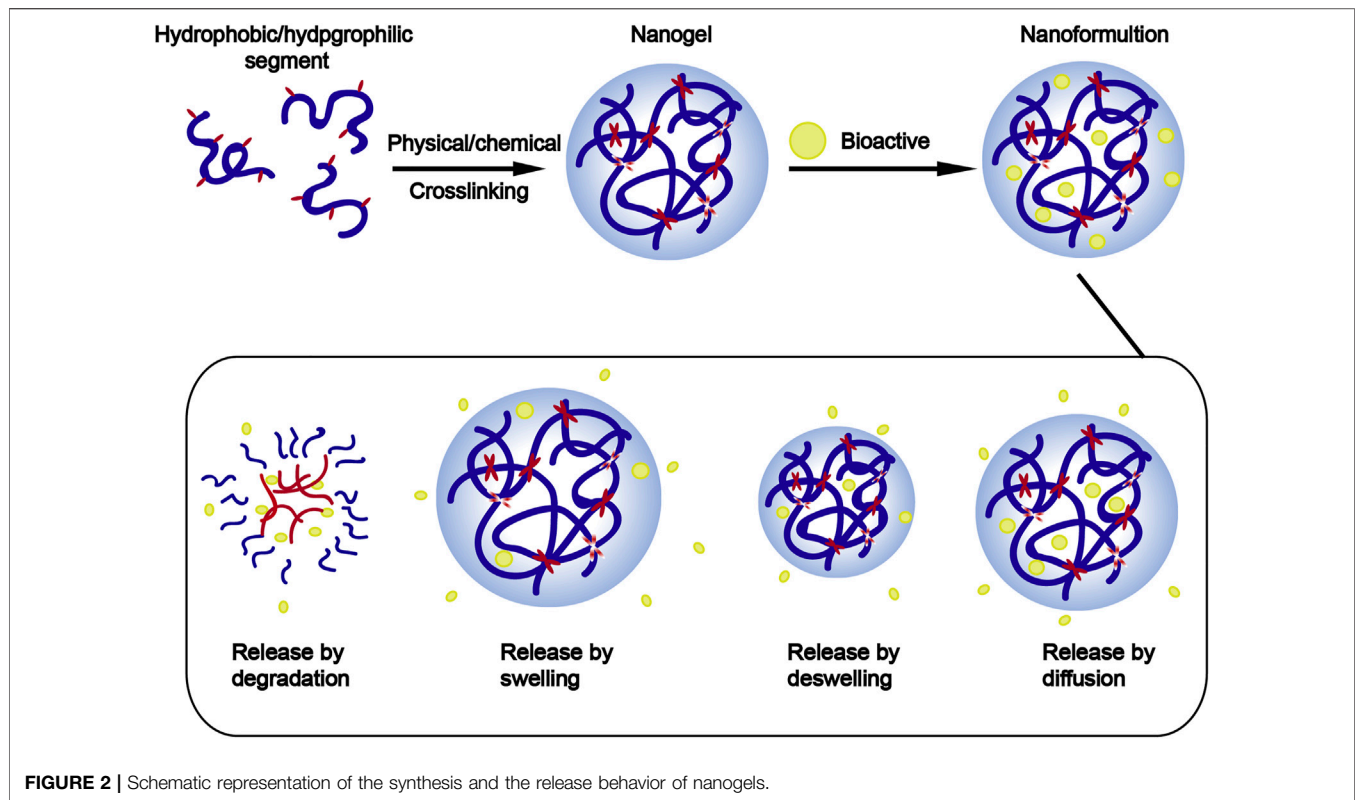 Hydrophobic/hydpgrophilic
segment
Nanogel
Nanoformultion
Physical/chemical
Crosslinking
Bioactive
Release by
degradation
Release by
swelling
Release by
deswelling
Release by
diffusion
FIGURE 2 | Schematic representation of the synthesis and the release behavior of nanogels.